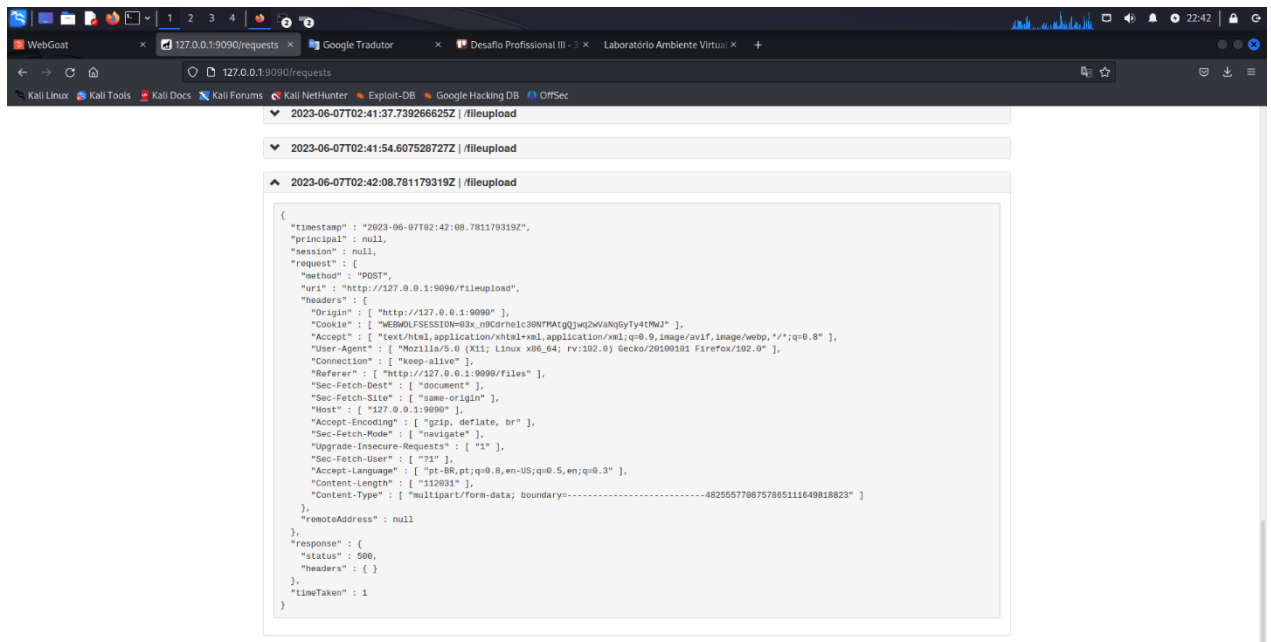 1 2 3 4 2 2 22:42
WebGoat × 127.0.0.1:9090/requests × Google Tradutor × Desafio Profissional III - 3 × Laboratório Ambiente Virtual × +
127.0.0.1:9090/requests
Kali Linux Kali Tools Kali Docs Kali Forums Kali NetHunter Exploit-DB Google Hacking DB OffSec
2023-06-07T02:41:37.739266625Z | /fileupload
2023-06-07T02:41:54.607528727Z | /fileupload
2023-06-07T02:42:08.781179319Z | /fileupload
{
"timestamp" : "2023-06-07T02:42:08.781179319Z",
"principal" : null,
"session" : null,
"request" : {
"method" : "POST",
"uri" : "http://127.0.0.1:9090/fileupload",
"headers" : {
"Origin" : [ "http://127.0.0.1:9090" ],
"Cookie" : [ "WEBWOLFSESSION=03x_n9Cdrhelc30NfMAtgQjwq2wVaNqGyTy4tMWJ" ],
"Accept" : [ "text/html,application/xhtml+xml,application/xml;q=0.9,image/avif,image/webp,*/*;q=0.8" ],
"User-Agent" : [ "Mozilla/5.0 (X11; Linux x86_64; rv:102.0) Gecko/20100101 Firefox/102.0" ],
"Connection" : [ "keep-alive" ],
"Referer" : [ "http://127.0.0.1:9090/files" ],
"Sec-Fetch-Dest" : [ "document" ],
"Sec-Fetch-Site" : [ "same-origin" ],
"Host" : [ "127.0.0.1:9090" ],
"Accept-Encoding" : [ "gzip, deflate, br" ],
"Sec-Fetch-Mode" : [ "navigate" ],
"Upgrade-Insecure-Requests" : [ "1" ],
"Sec-Fetch-User" : [ "?1" ],
"Accept-Language" : [ "pt-BR,pt;q=0.8,en-US;q=0.5,en;q=0.3" ],
"Content-Length" : [ "112031" ],
"Content-Type" : [ "multipart/form-data; boundary=---------------------------4825557708757865111649818823" ]
},
"remoteAddress" : null
},
"response" : {
"status" : 500,
"headers" : { }
},
"timeTaken" : 1
}